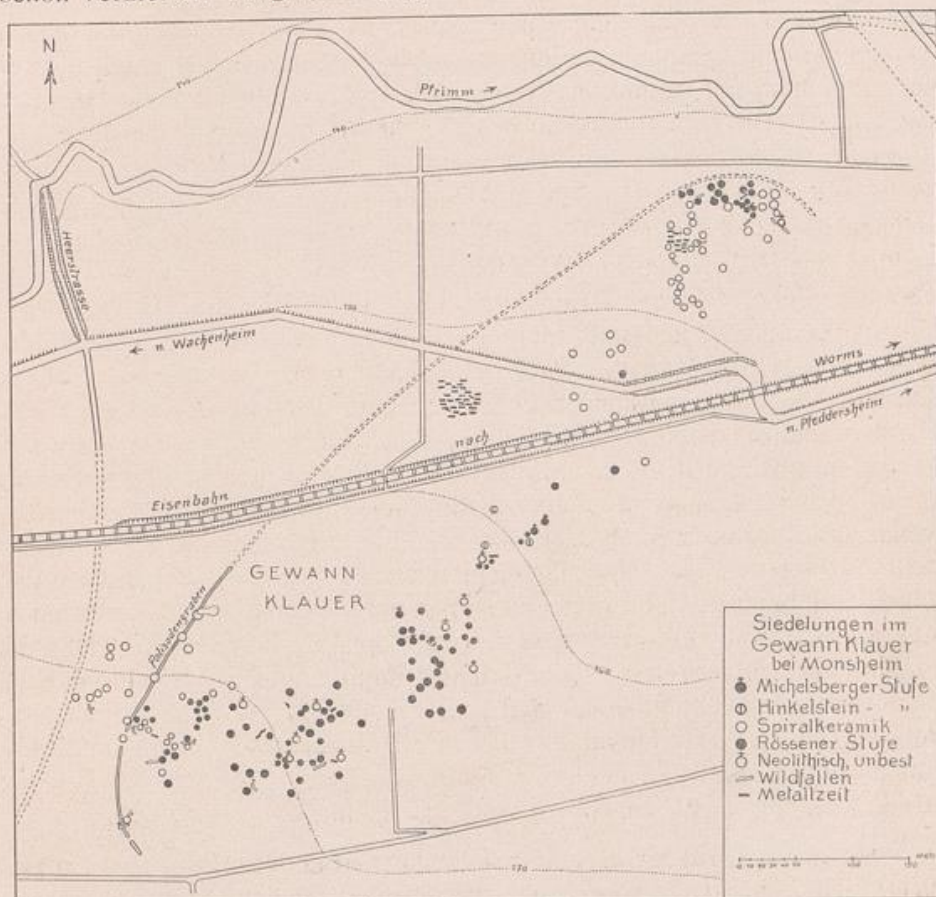 N
Pfrimm
Heerstrasse
n. Wachenheim
Worms
n. Pfeddersheim
nach
Eisenbahn
GEWANN
KLAUER
Palisadengraben
170
Siedelungen im
Gewann Klauer
bei Monsheim
Michelsberger Stufe
Hinkelstein - "
Spiralkeramik
Rössener Stufe
Neolithisch, unbest
Wildfallen
Metallzeit